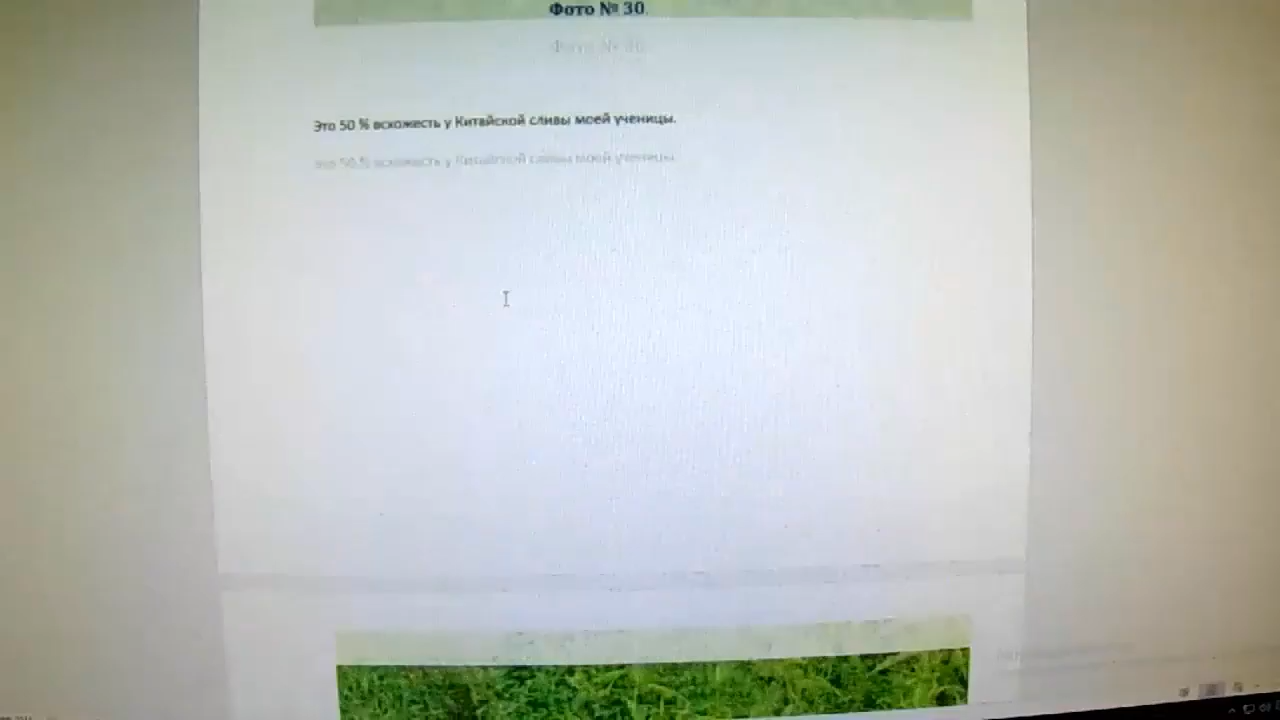 Фото № 30.
Фото № 30.
Это 50 % всхожесть у Китайской сливы моей ученицы.
Это 50 % всхожесть у Китайской сливы моей ученицы.